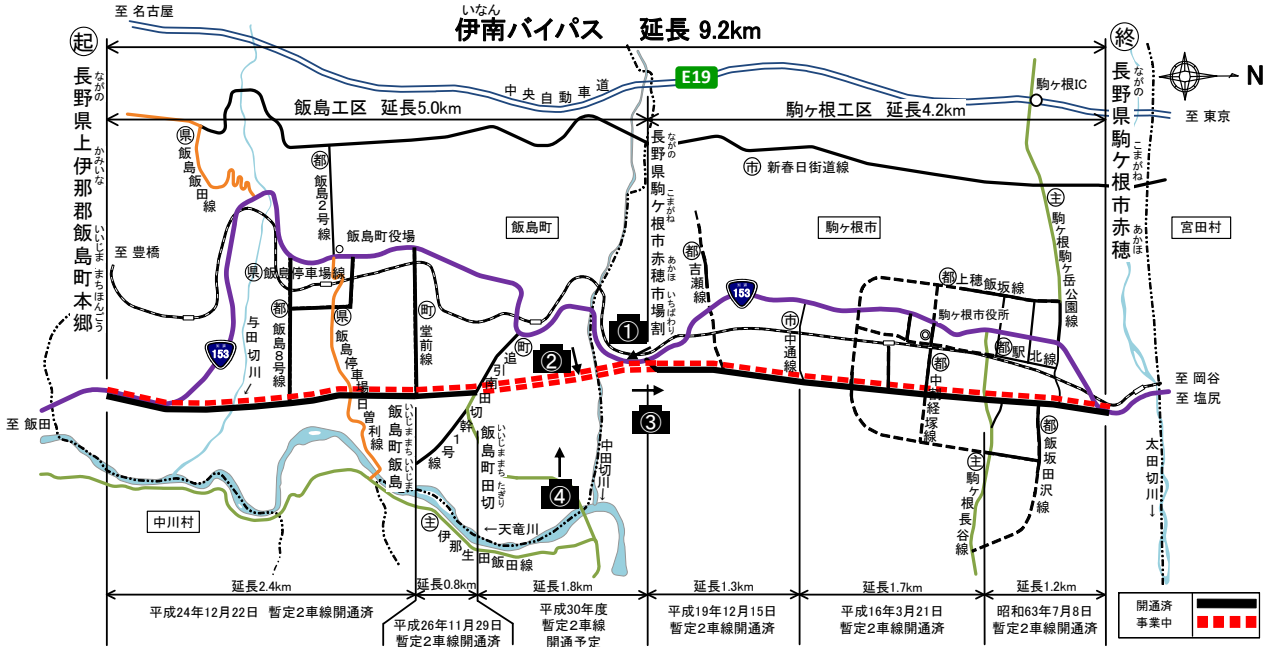 至 名古屋
いなん
伊南バイパス 延長 9.2km
起
長野県上伊那郡飯島町本郷
ながの かみいな いいじままちほんごう
終
長野県駒ケ根市赤穂
ながの こまがね あかほ
N
E19
中央自動車道
駒ヶ根IC
至 東京
飯島工区 延長5.0km
駒ヶ根工区 延長4.2km
県飯島飯田線
都飯島2号線
長野県駒ケ根市赤穂市場割
ながの こまがね あかほ いちばわり
市 新春日街道線
主駒ヶ根駒ヶ岳公園線
飯島町
駒ヶ根市
宮田村
至 豊橋
飯島町役場
県飯島停車場線
都吉瀬線
都上穂飯坂線
153
153
駒ヶ根市役所
与田切川→
都飯島8号線
県飯島停車場日曽利線
町堂前線
町追引南田切幹1号線
①
②
③
④
市中通線
都駅北線
都中割経塚線
至 岡谷
至 塩尻
至 飯田
飯島町飯島
いいじままちいいじま
飯島町田切
いいじままちたぎり
中田切川→
都飯坂田沢線
主駒ヶ根長谷線
太田切川→
中川村
←天竜川
主伊那生田飯田線
延長2.4km
延長0.8km
延長1.8km
延長1.3km
延長1.7km
延長1.2km
平成24年12月22日 暫定2車線開通済
平成26年11月29日
暫定2車線開通済
平成30年度
暫定2車線
開通予定
平成19年12月15日
暫定2車線開通済
平成16年3月21日
暫定2車線開通済
昭和63年7月8日
暫定2車線開通済
開通済
事業中